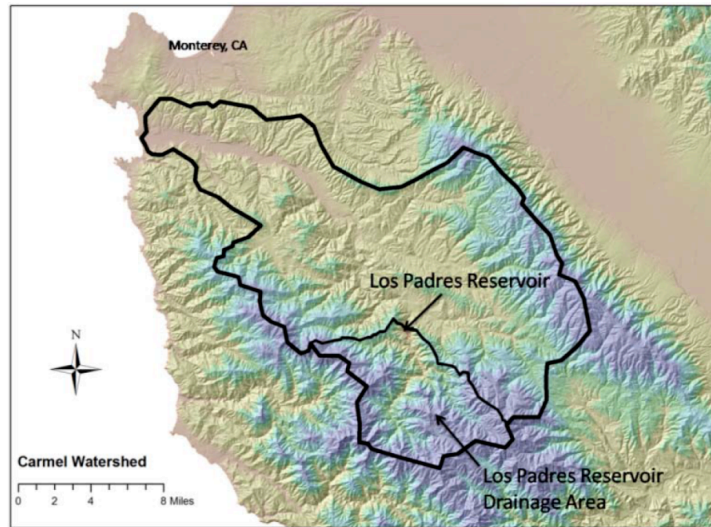 Monterey, CA
Los Padres Reservoir
N
Carmel Watershed
0 2 4 8 Miles
Los Padres Reservoir
Drainage Area